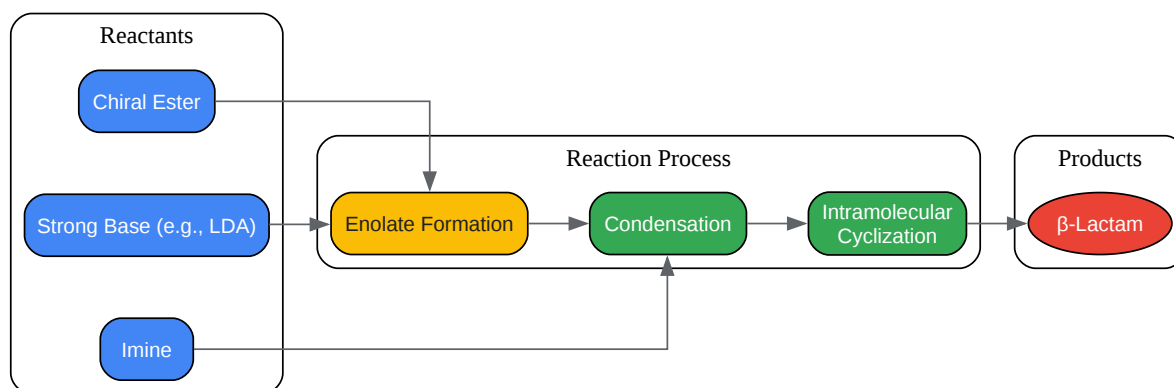 Reactants
Chiral Ester
Strong Base (e.g., LDA)
Imine
Reaction Process
Enolate Formation
Condensation
Intramolecular
Cyclization
Products
β-Lactam